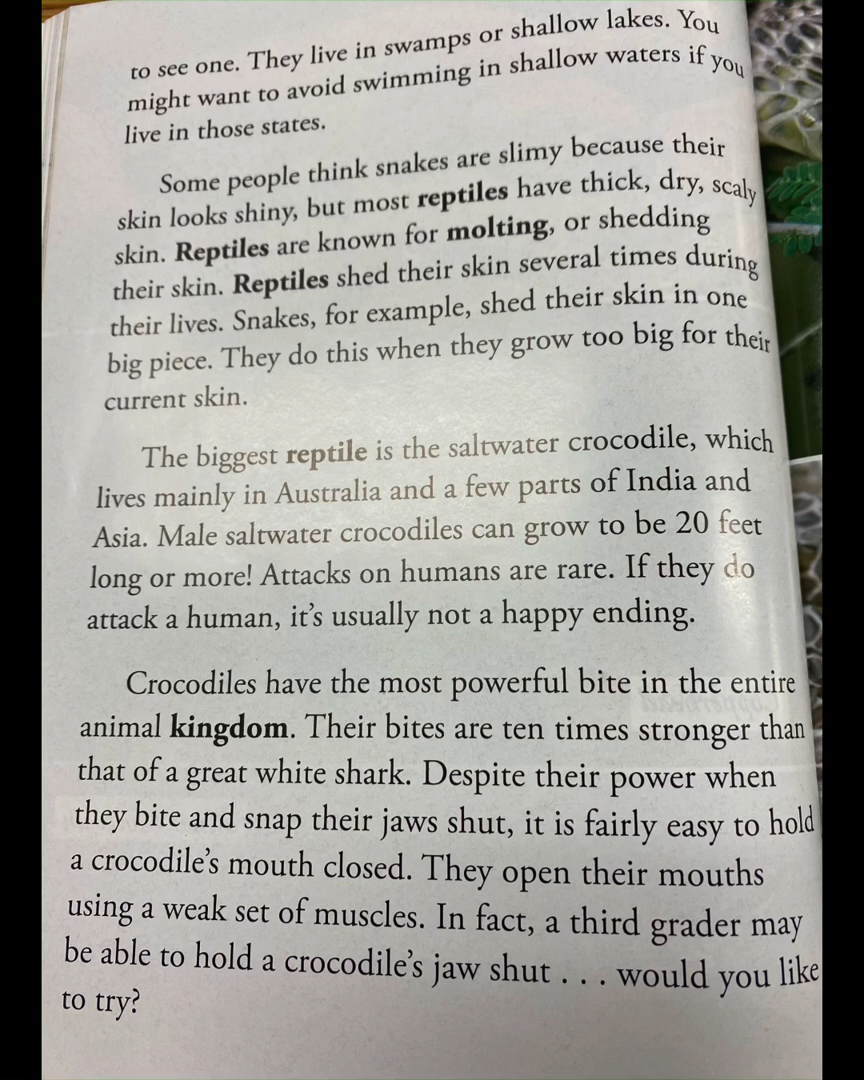 to see one. They live in swamps or shallow lakes. You
might want to avoid swimming in shallow waters if you
live in those states.
Some people think snakes are slimy because their
skin looks shiny, but most reptiles have thick, dry, scaly
skin. Reptiles are known for molting, or shedding
their skin. Reptiles shed their skin several times during
their lives. Snakes, for example, shed their skin in one
big piece. They do this when they grow too big for their
current skin.
The biggest reptile is the saltwater crocodile, which
lives mainly in Australia and a few parts of India and
Asia. Male saltwater crocodiles can grow to be 20 feet
long or more! Attacks on humans are rare. If they do
attack a human, it’s usually not a happy ending.
Crocodiles have the most powerful bite in the entire
animal kingdom. Their bites are ten times stronger than
that of a great white shark. Despite their power when
they bite and snap their jaws shut, it is fairly easy to hold
a crocodile’s mouth closed. They open their mouths
using a weak set of muscles. In fact, a third grader may
be able to hold a crocodile’s jaw shut . . . would you like
to try?